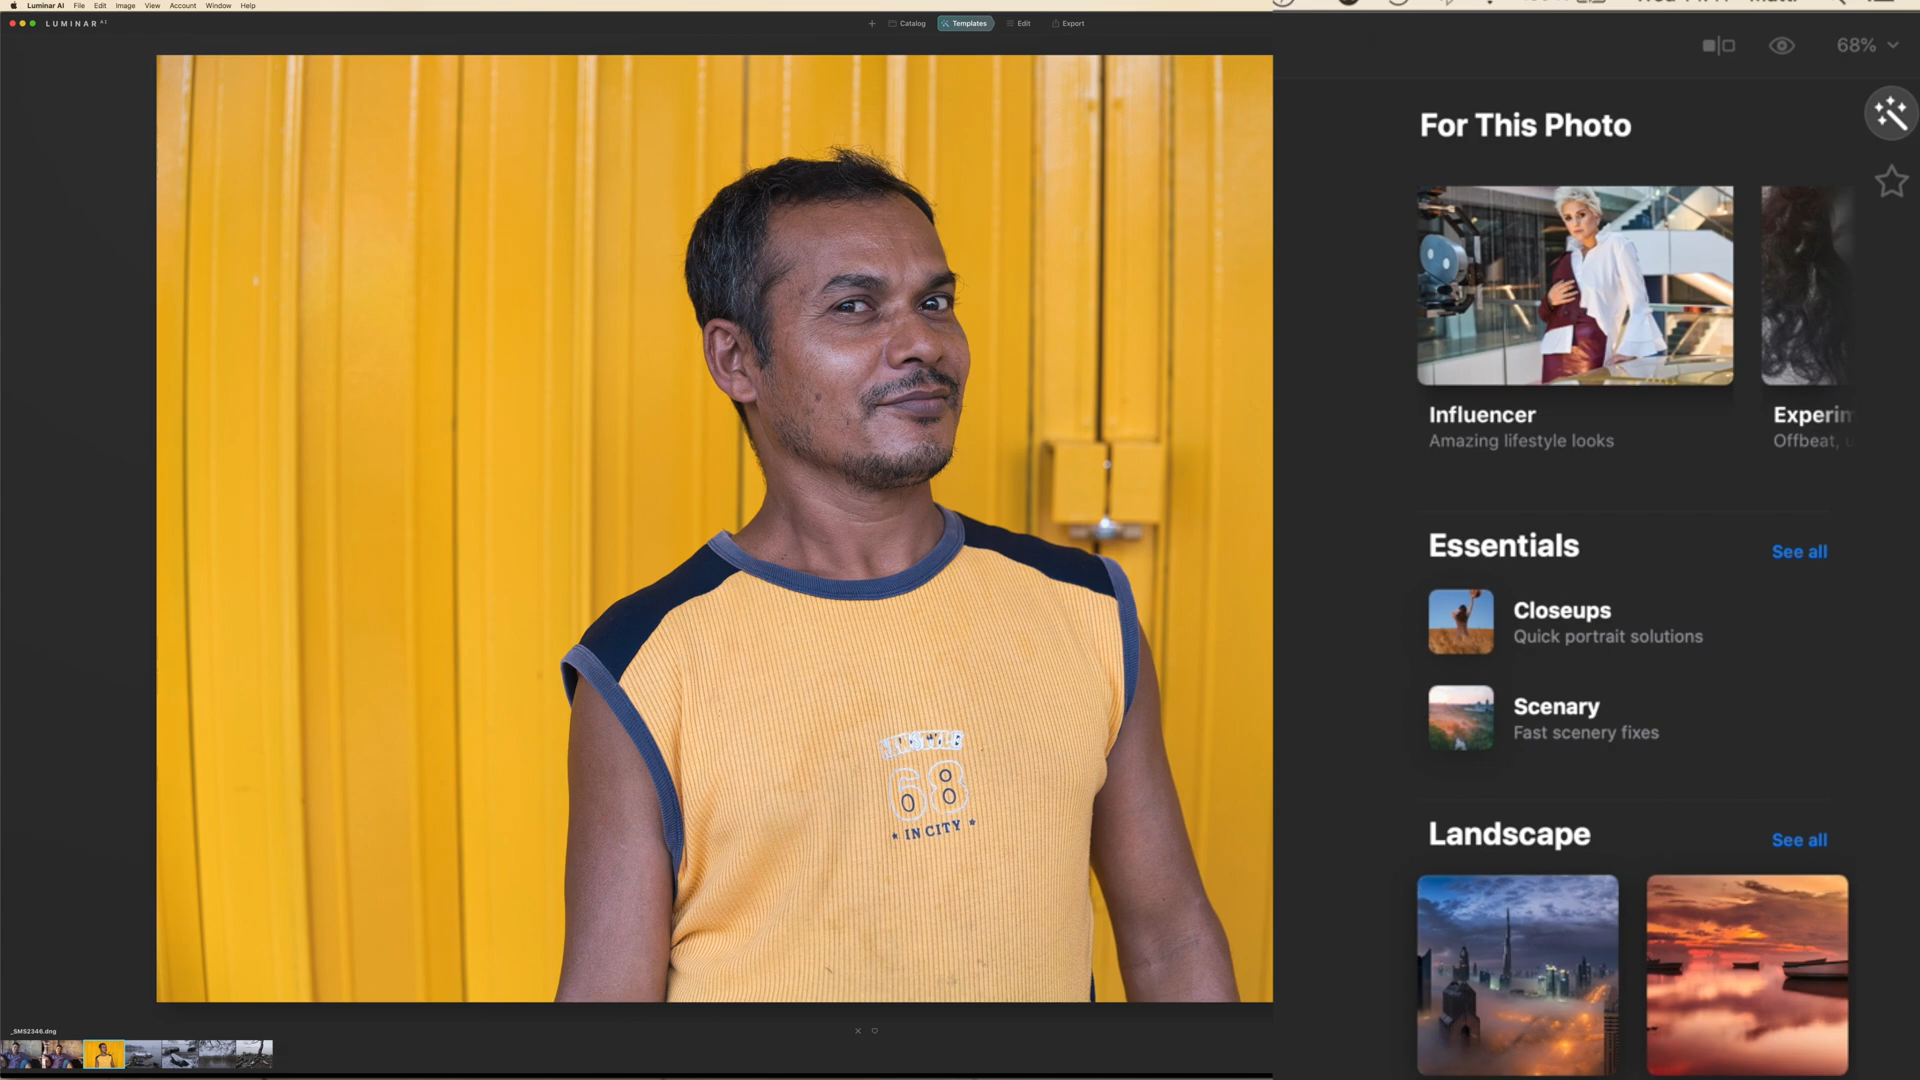 Luminar AI File Edit Image View Account Window Help
LUMINAR AI
Catalog Templates Edit Export
68%
For This Photo
Influencer
Amazing lifestyle looks
Experim
Offbeat, u
Essentials See all
Closeups
Quick portrait solutions
Scenary
Fast scenery fixes
Landscape See all
68
* IN CITY *
_SMS2346.dng